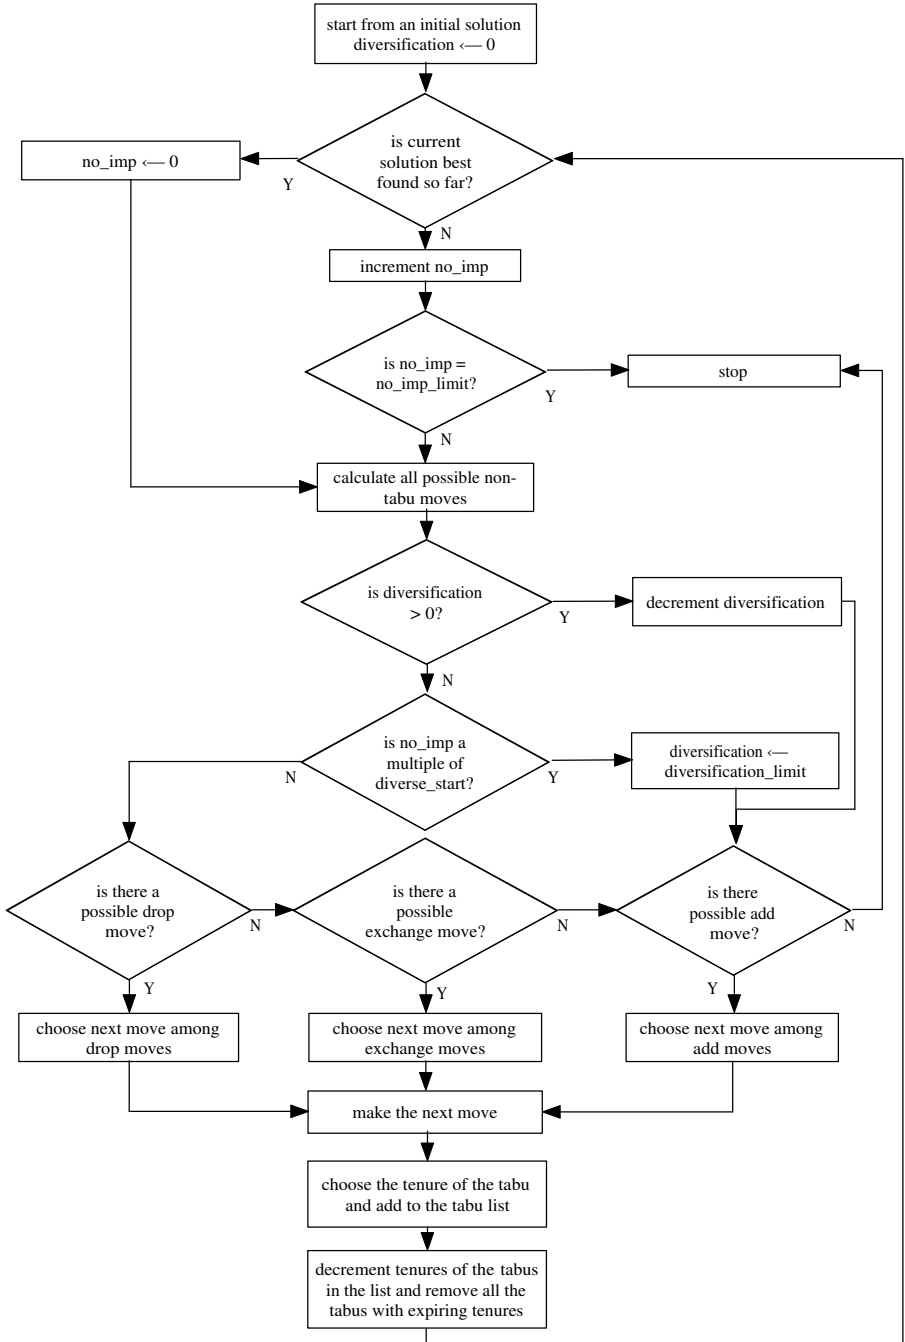 start from an initial solution
diversification ‹— 0
is current
solution best
found so far?
no_imp ‹— 0
Y
N
increment no_imp
is no_imp =
no_imp_limit?
stop
Y
N
calculate all possible non-
tabu moves
is diversification
> 0?
decrement diversification
Y
N
is no_imp a
multiple of
diverse_start?
diversification ‹—
diversification_limit
N
Y
is there a
possible drop
move?
is there a
possible
exchange move?
is there
possible add
move?
N
N
N
Y
Y
Y
choose next move among
drop moves
choose next move among
exchange moves
choose next move among
add moves
make the next move
choose the tenure of the tabu
and add to the tabu list
decrement tenures of the tabus
in the list and remove all the
tabus with expiring tenures